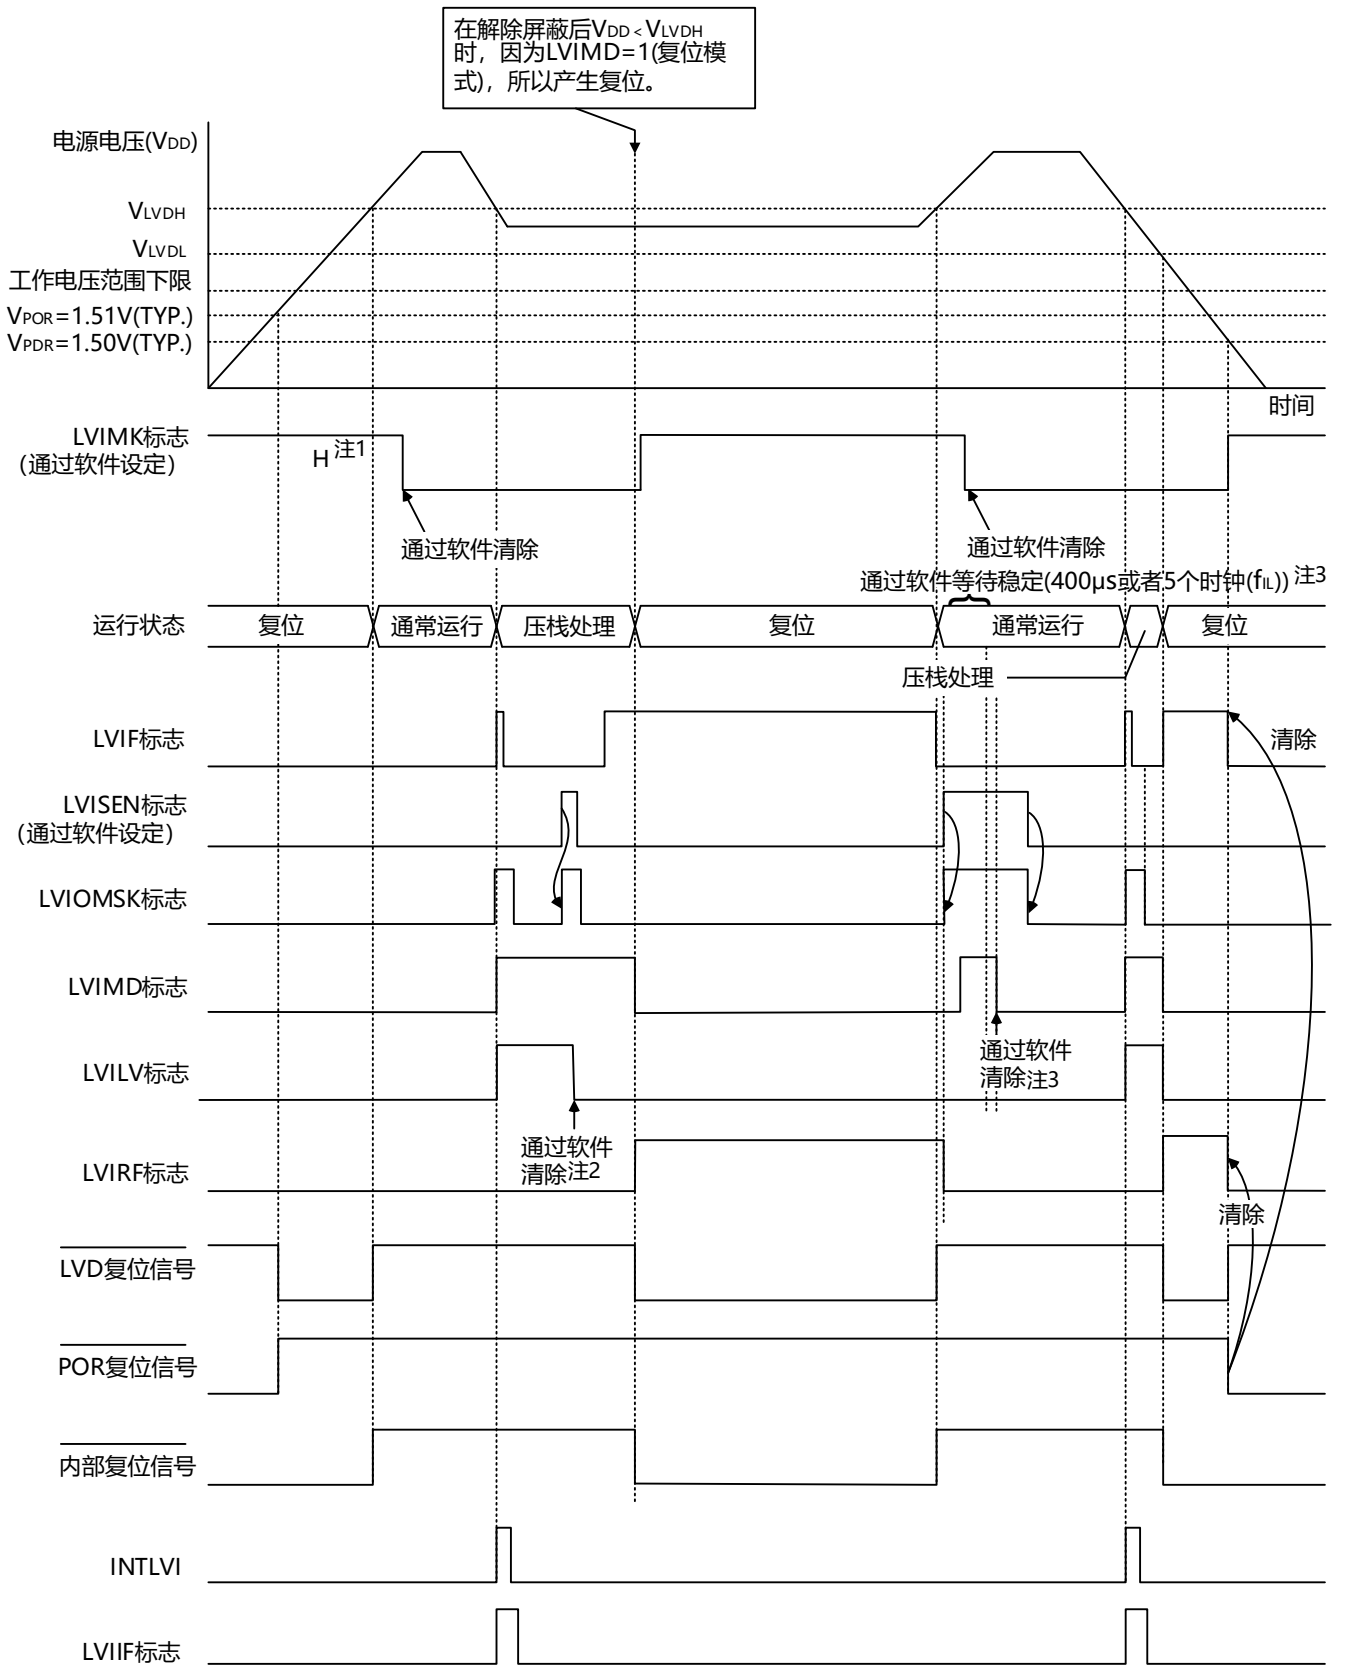 在解除屏蔽后VDD<VLVDH
时，因为LVIMD=1(复位模
式)，所以产生复位。
电源电压(VDD)
VLVDH
VLVDL
工作电压范围下限
VPOR=1.51V(TYP.)
VPDR=1.50V(TYP.)
时间
LVIMK标志
（通过软件设定）
H 注1
通过软件清除
通过软件清除
通过软件等待稳定(400μs或者5个时钟(fIL)) 注3
运行状态
复位
通常运行
压栈处理
复位
通常运行
复位
压栈处理
LVIF标志
清除
LVISEN标志
（通过软件设定）
LVIOMSK标志
LVIMD标志
通过软件
清除注3
LVILV标志
通过软件
清除注2
LVIRF标志
清除
LVD复位信号
POR复位信号
内部复位信号
INTLVI
LVIIF标志